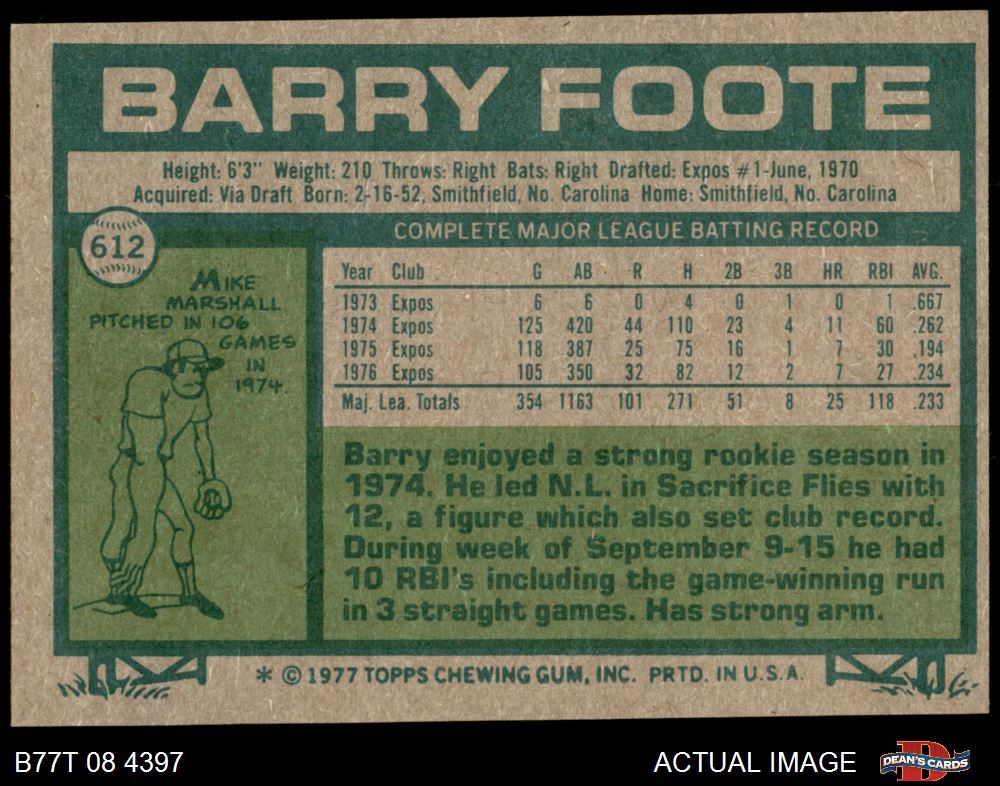 BARRY FOOTE
Height: 6'3" Weight: 210 Throws: Right Bats: Right Drafted: Expos #1-June, 1970
Acquired: Via Draft Born: 2-16-52, Smithfield, No. Carolina Home: Smithfield, No. Carolina
612
MIKE
MARSHALL
PITCHED IN 106
GAMES
IN
1974.
COMPLETE MAJOR LEAGUE BATTING RECORD
Year Club G AB R H 2B 3B HR RBI AVG.
1973 Expos 6 6 0 4 0 1 0 1 .667
1974 Expos 125 420 44 110 23 4 11 60 .262
1975 Expos 118 387 25 75 16 1 7 30 .194
1976 Expos 105 350 32 82 12 2 7 27 .234
Maj. Lea. Totals 354 1163 101 271 51 8 25 118 .233
Barry enjoyed a strong rookie season in
1974. He led N.L. in Sacrifice Flies with
12, a figure which also set club record.
During week of September 9-15 he had
10 RBI's including the game-winning run
in 3 straight games. Has strong arm.
* © 1977 TOPPS CHEWING GUM, INC. PRTD. IN U.S.A.
B77T 08 4397
ACTUAL IMAGE
D
DEAN'S CARDS